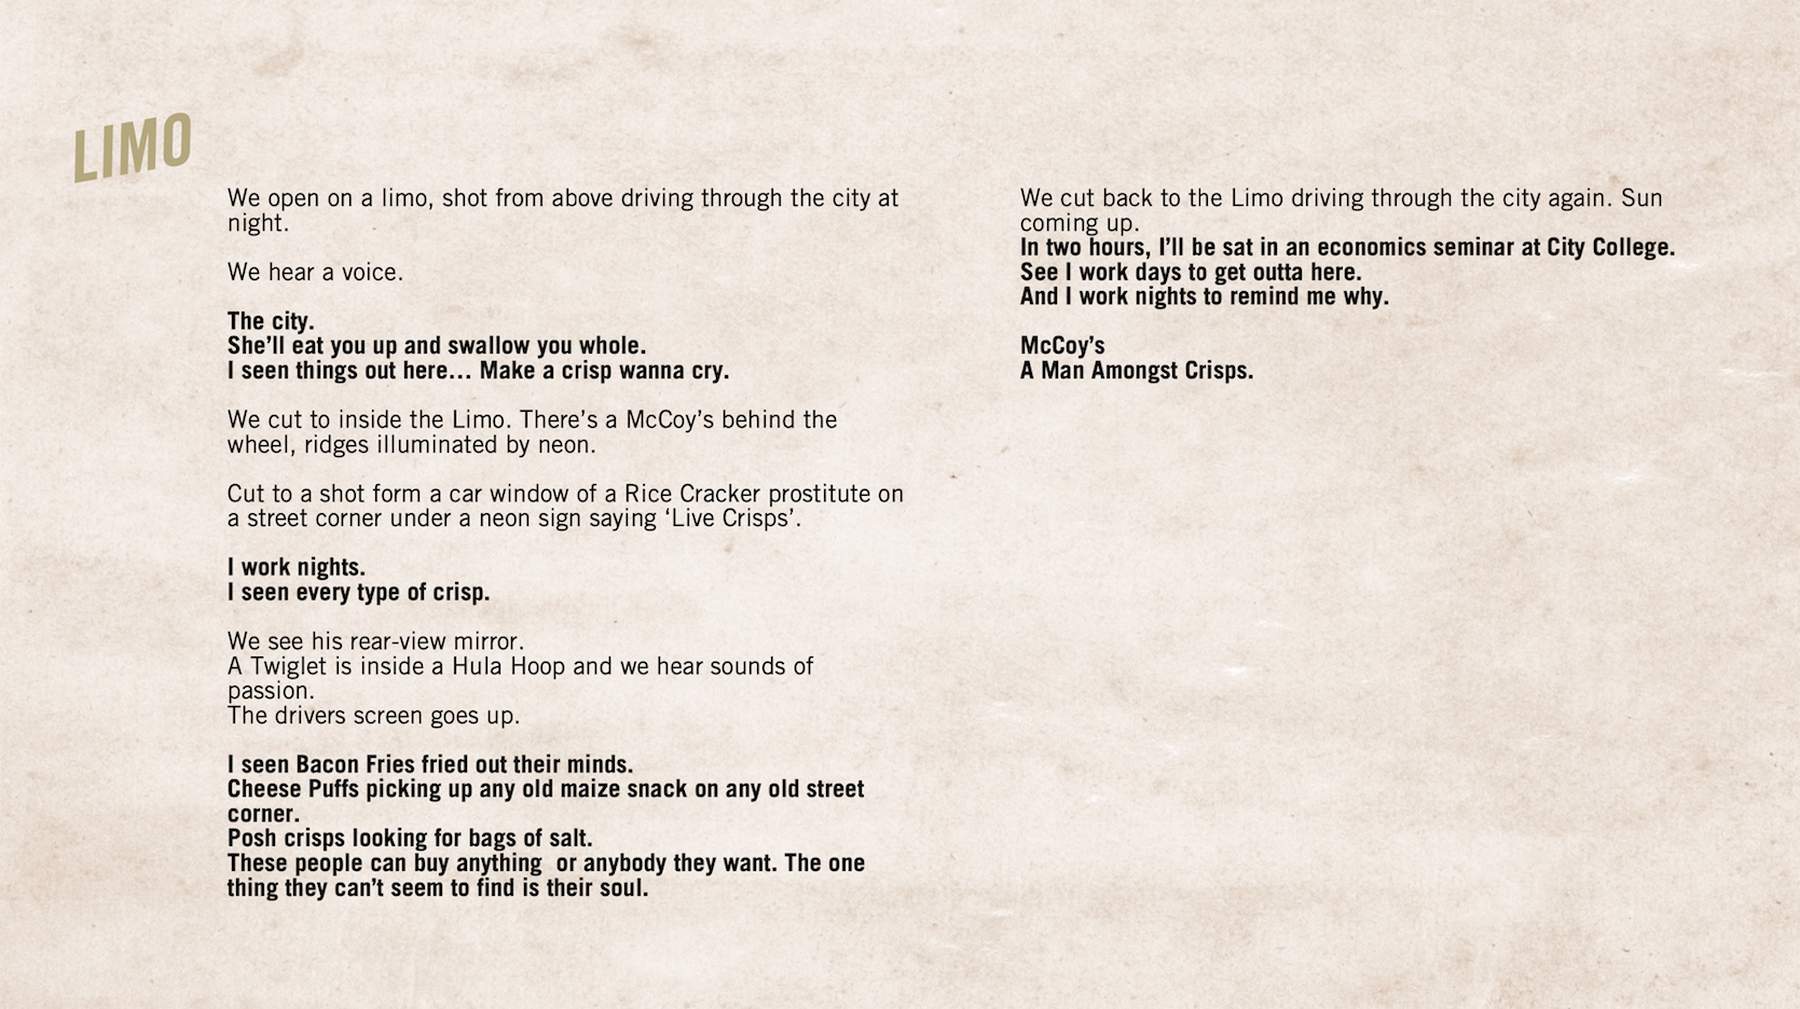 LIMO
We open on a limo, shot from above driving through the city at
night.
We hear a voice.
The city.
She’ll eat you up and swallow you whole.
I seen things out here… Make a crisp wanna cry.
We cut to inside the Limo. There’s a McCoy’s behind the
wheel, ridges illuminated by neon.
Cut to a shot form a car window of a Rice Cracker prostitute on
a street corner under a neon sign saying ‘Live Crisps’.
I work nights.
I seen every type of crisp.
We see his rear-view mirror.
A Twiglet is inside a Hula Hoop and we hear sounds of
passion.
The drivers screen goes up.
I seen Bacon Fries fried out their minds.
Cheese Puffs picking up any old maize snack on any old street
corner.
Posh crisps looking for bags of salt.
These people can buy anything  or anybody they want. The one
thing they can’t seem to find is their soul.
We cut back to the Limo driving through the city again. Sun
coming up.
In two hours, I’ll be sat in an economics seminar at City College.
See I work days to get outta here.
And I work nights to remind me why.
McCoy’s
A Man Amongst Crisps.